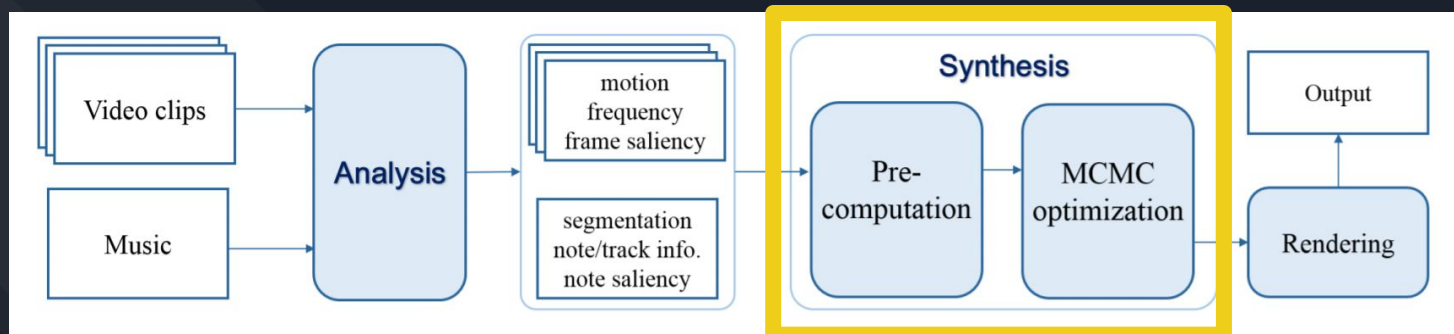 Video clips
Music
Analysis
motion
frequency
frame saliency
segmentation
note/track info.
note saliency
Synthesis
Pre-
computation
MCMC
optimization
Output
Rendering